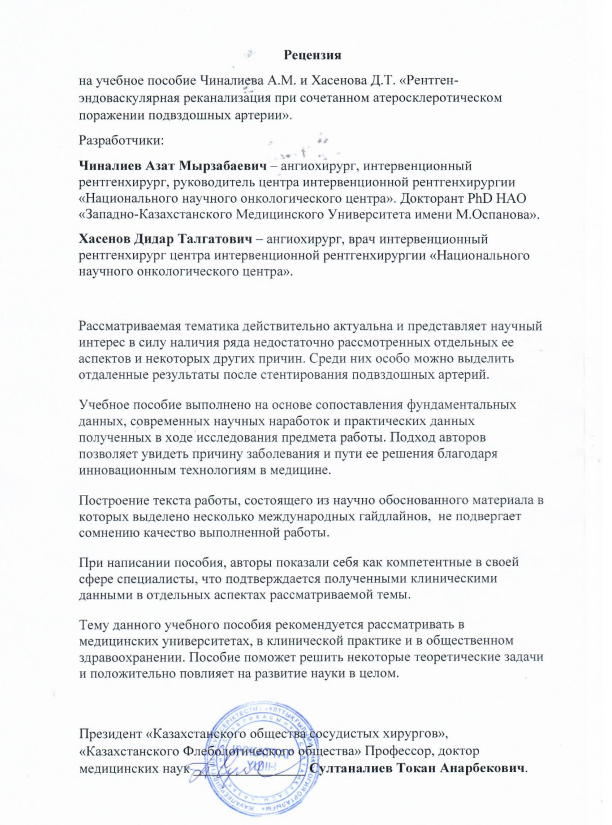 Рецензия
на учебное пособие Чиналиева А.М. и Хасенова Д.Т. «Рентген-
эндоваскулярная реканализация при сочетанном атеросклеротическом
поражении подвздошных артерии».
Разработчики:
Чиналиев Азат Мырзабаевич – ангиохирург, интервенционный
рентгенхирург, руководитель центра интервенционной рентгенхирургии
«Национального научного онкологического центра». Докторант PhD НАО
«Западно-Казахстанского Медицинского Университета имени М.Оспанова».
Хасенов Дидар Талгатович – ангиохирург, врач интервенционный
рентгенхирург центра интервенционной рентгенхирургии «Национального
научного онкологического центра».
Рассматриваемая тематика действительно актуальна и представляет научный
интерес в силу наличия ряда недостаточно рассмотренных отдельных ее
аспектов и некоторых других причин. Среди них особо можно выделить
отдаленные результаты после стентирования подвздошных артерий.
Учебное пособие выполнено на основе сопоставления фундаментальных
данных, современных научных наработок и практических данных
полученных в ходе исследования предмета работы. Подход авторов
позволяет увидеть причину заболевания и пути ее решения благодаря
инновационным технологиям в медицине.
Построение текста работы, состоящего из научно обоснованного материала в
которых выделено несколько международных гайдлайнов, не подвергает
сомнению качество выполненной работы.
При написании пособия, авторы показали себя как компетентные в своей
сфере специалисты, что подтверждается полученными клиническими
данными в отдельных аспектах рассматриваемой темы.
Тему данного учебного пособия рекомендуется рассматривать в
медицинских университетах, в клинической практике и в общественном
здравоохранении. Пособие поможет решить некоторые теоретические задачи
и положительно повлияет на развитие науки в целом.
Президент «Казахстанского общества сосудистых хирургов»,
«Казахстанского Флебологического общества» Профессор, доктор
медицинских наук Султаналиев Токан Анарбекович.
ҮШІН